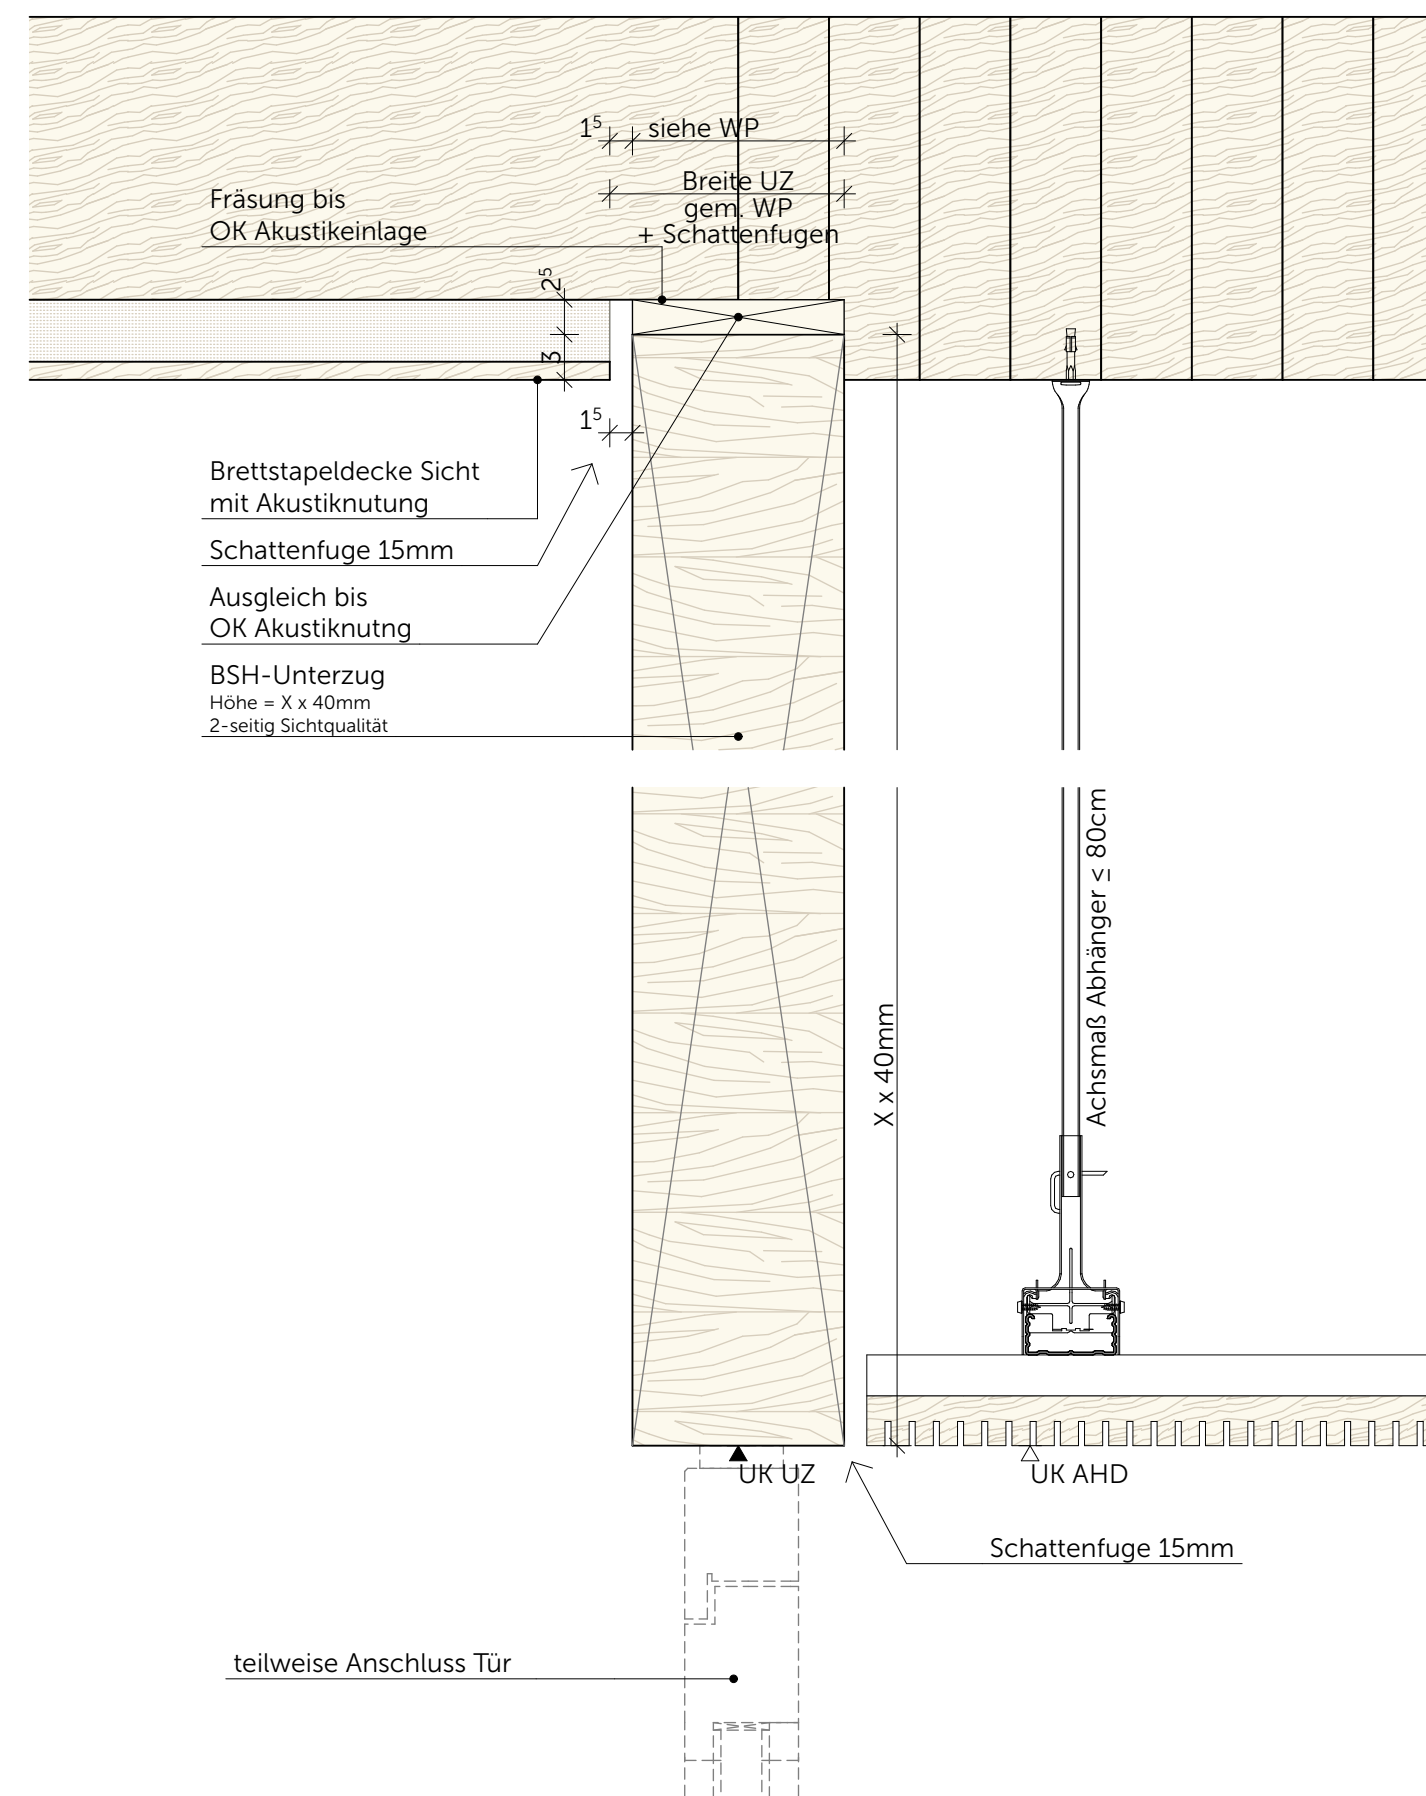 1⁵ siehe WP
Breite UZ
gem. WP
+ Schattenfugen
Fräsung bis
OK Akustikeinlage
2⁵
3
1⁵
Brettstapeldecke Sicht
mit Akustiknutung
Schattenfuge 15mm
Ausgleich bis
OK Akustiknutng
BSH-Unterzug
Höhe = X x 40mm
2-seitig Sichtqualität
X x 40mm
Achsmaß Abhänger ≤ 80cm
UK UZ
UK AHD
Schattenfuge 15mm
teilweise Anschluss Tür